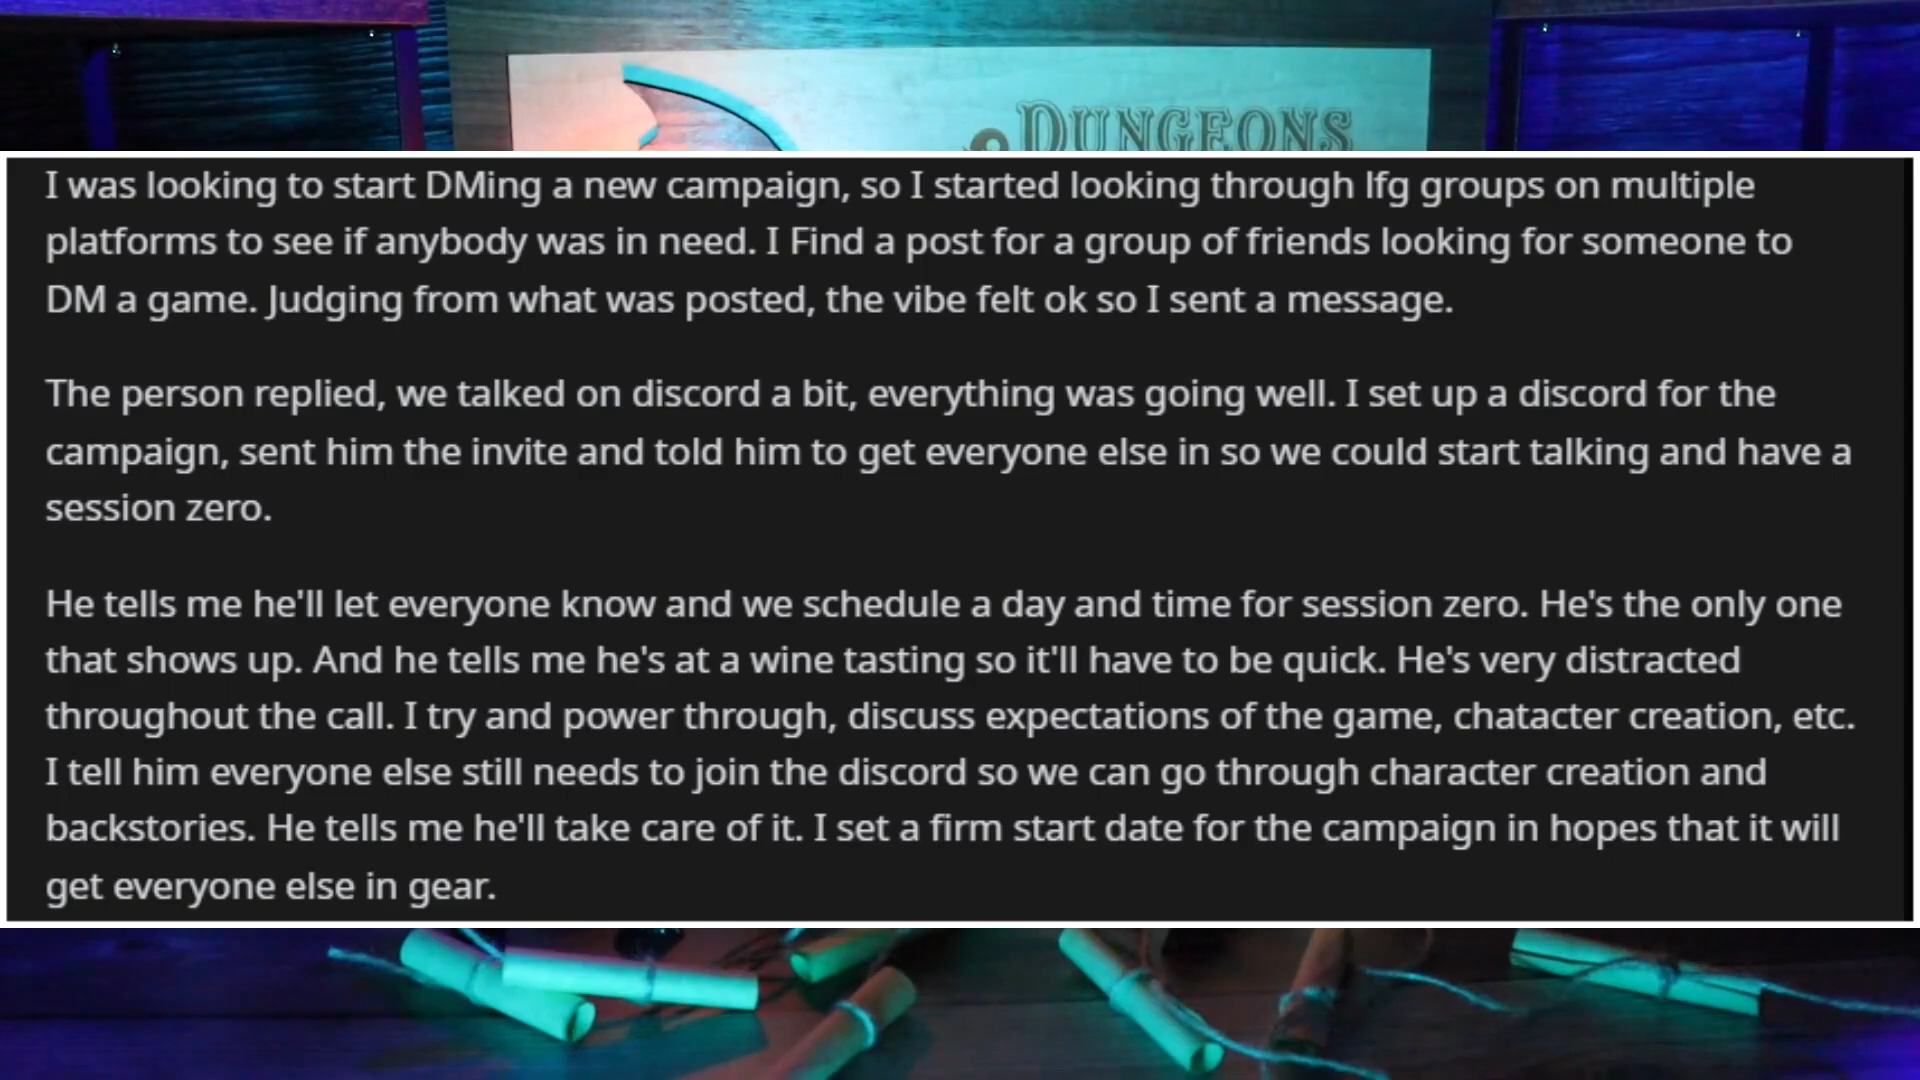 DUNGEONS
I was looking to start DMing a new campaign, so I started looking through lfg groups on multiple
platforms to see if anybody was in need. I Find a post for a group of friends looking for someone to
DM a game. Judging from what was posted, the vibe felt ok so I sent a message.
The person replied, we talked on discord a bit, everything was going well. I set up a discord for the
campaign, sent him the invite and told him to get everyone else in so we could start talking and have a
session zero.
He tells me he'll let everyone know and we schedule a day and time for session zero. He's the only one
that shows up. And he tells me he's at a wine tasting so it'll have to be quick. He's very distracted
throughout the call. I try and power through, discuss expectations of the game, chatacter creation, etc.
I tell him everyone else still needs to join the discord so we can go through character creation and
backstories. He tells me he'll take care of it. I set a firm start date for the campaign in hopes that it will
get everyone else in gear.